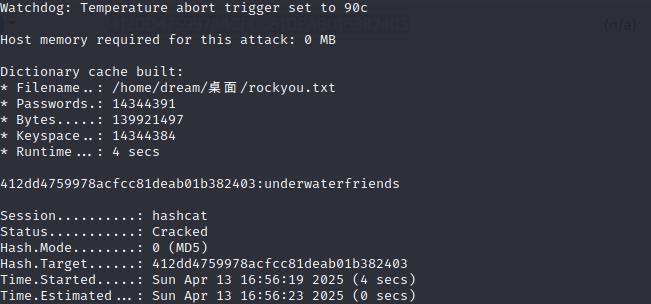 Watchdog: Temperature abort trigger set to 90c
Host memory required for this attack: 0 MB
Dictionary cache built:
* Filename..: /home/dream/桌面/rockyou.txt
* Passwords.: 14344391
* Bytes.....: 139921497
* Keyspace..: 14344384
* Runtime...: 4 secs
412dd4759978acfcc81deab01b382403:underwaterfriends
Session..........: hashcat
Status...........: Cracked
Hash.Mode........: 0 (MD5)
Hash.Target......: 412dd4759978acfcc81deab01b382403
Time.Started.....: Sun Apr 13 16:56:19 2025 (4 secs)
Time.Estimated...: Sun Apr 13 16:56:23 2025 (0 secs)